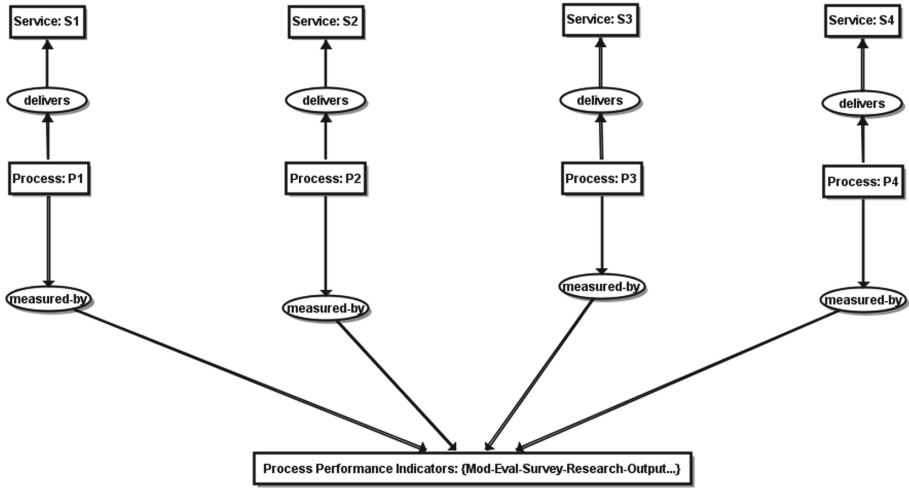 Service: S1
Service: S2
Service: S3
Service: S4
delivers
delivers
delivers
delivers
Process: P1
Process: P2
Process: P3
Process: P4
measured-by
measured-by
measured-by
measured-by
Process Performance Indicators: {Mod-Eval-Survey-Research-Output...}